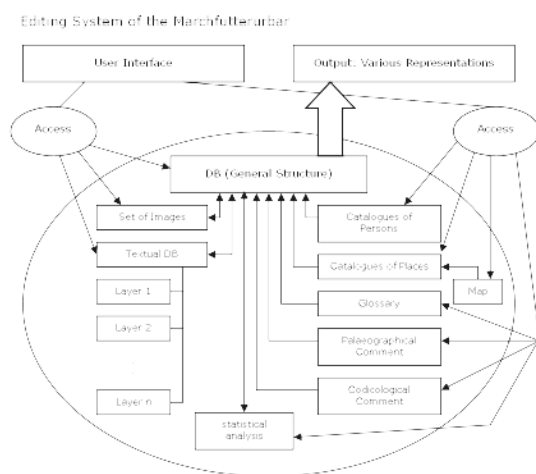 Editing System of the Marchfutterurbar
User Interface
Output: Various Representations
Access
Access
DB (General Structure)
Set of Images
Catalogues of
Persons
Textual DB
Catalogues of Places
Layer 1
Map
Glossary
Layer 2
Palaeographical
Comment
Layer n
Codicological
Comment
statistical
analysis